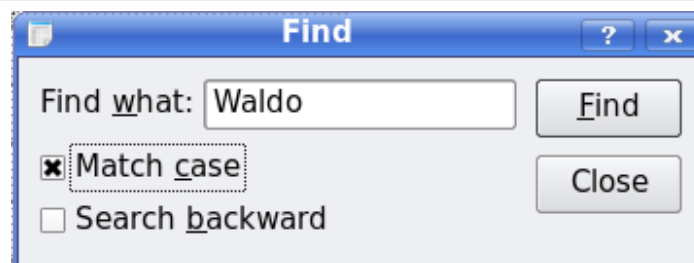 Find
Find what: Waldo
Find
Match case
Close
Search backward